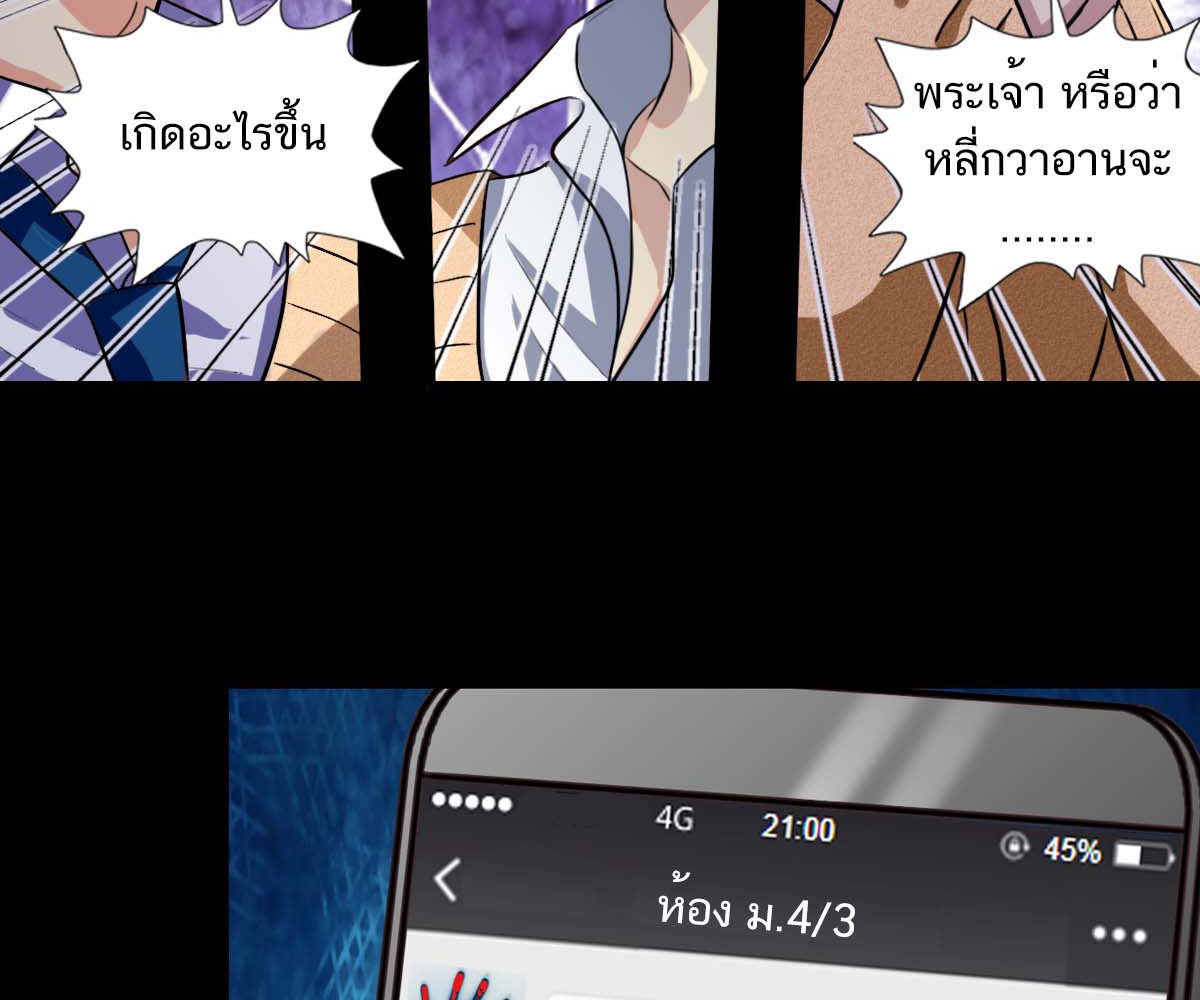 เกิดอะไรขึ้น
พระเจ้า หรือว่า
หลี่กวาอานจะ
........
4G 21:00 45%
ห้อง ม.4/3